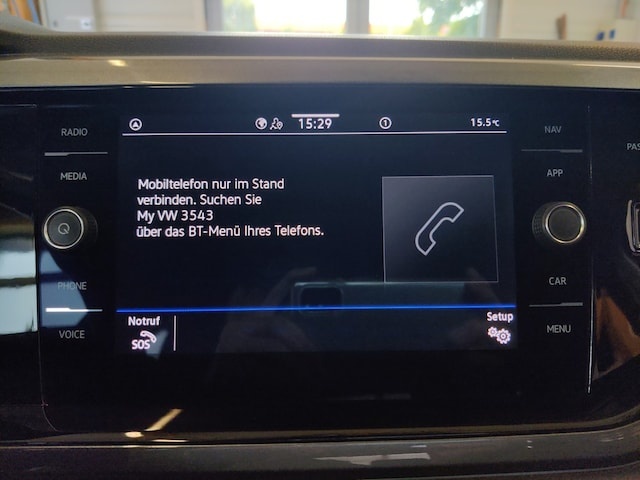 RADIO
MEDIA
PHONE
VOICE
15:29
1
15.5°C
Mobiltelefon nur im Stand
verbinden. Suchen Sie
My VW 3543
über das BT-Menü Ihres Telefons.
Notruf
SOS
Setup
NAV
APP
CAR
MENU